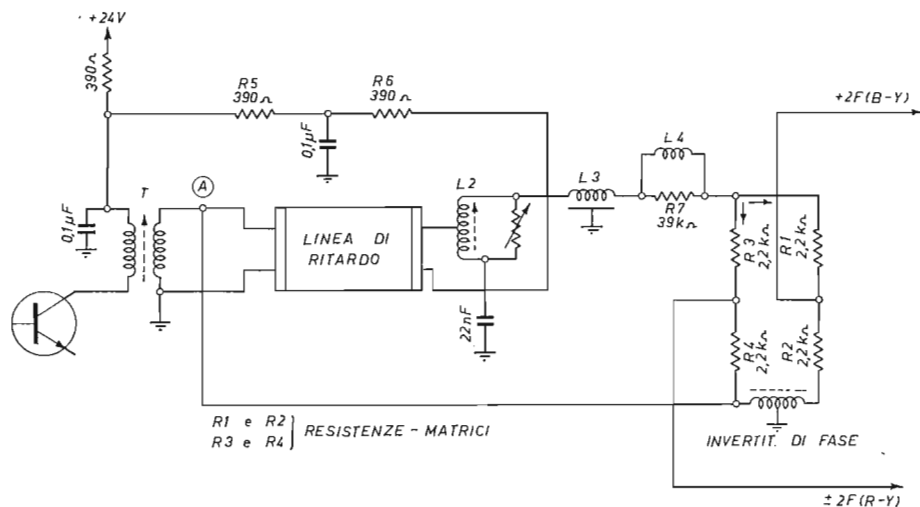 +24V
390Ω
R5
390Ω
R6
390Ω
0,1µF
T
A
0,1µF
LINEA DI
RITARDO
L2
22nF
L3
L4
R7
39kΩ
+2F(B-Y)
R3
2,2kΩ
R1
2,2kΩ
R4
2,2kΩ
R2
2,2kΩ
R1 e R2
R3 e R4
RESISTENZE-MATRICI
INVERTIT. DI FASE
±2F(R-Y)